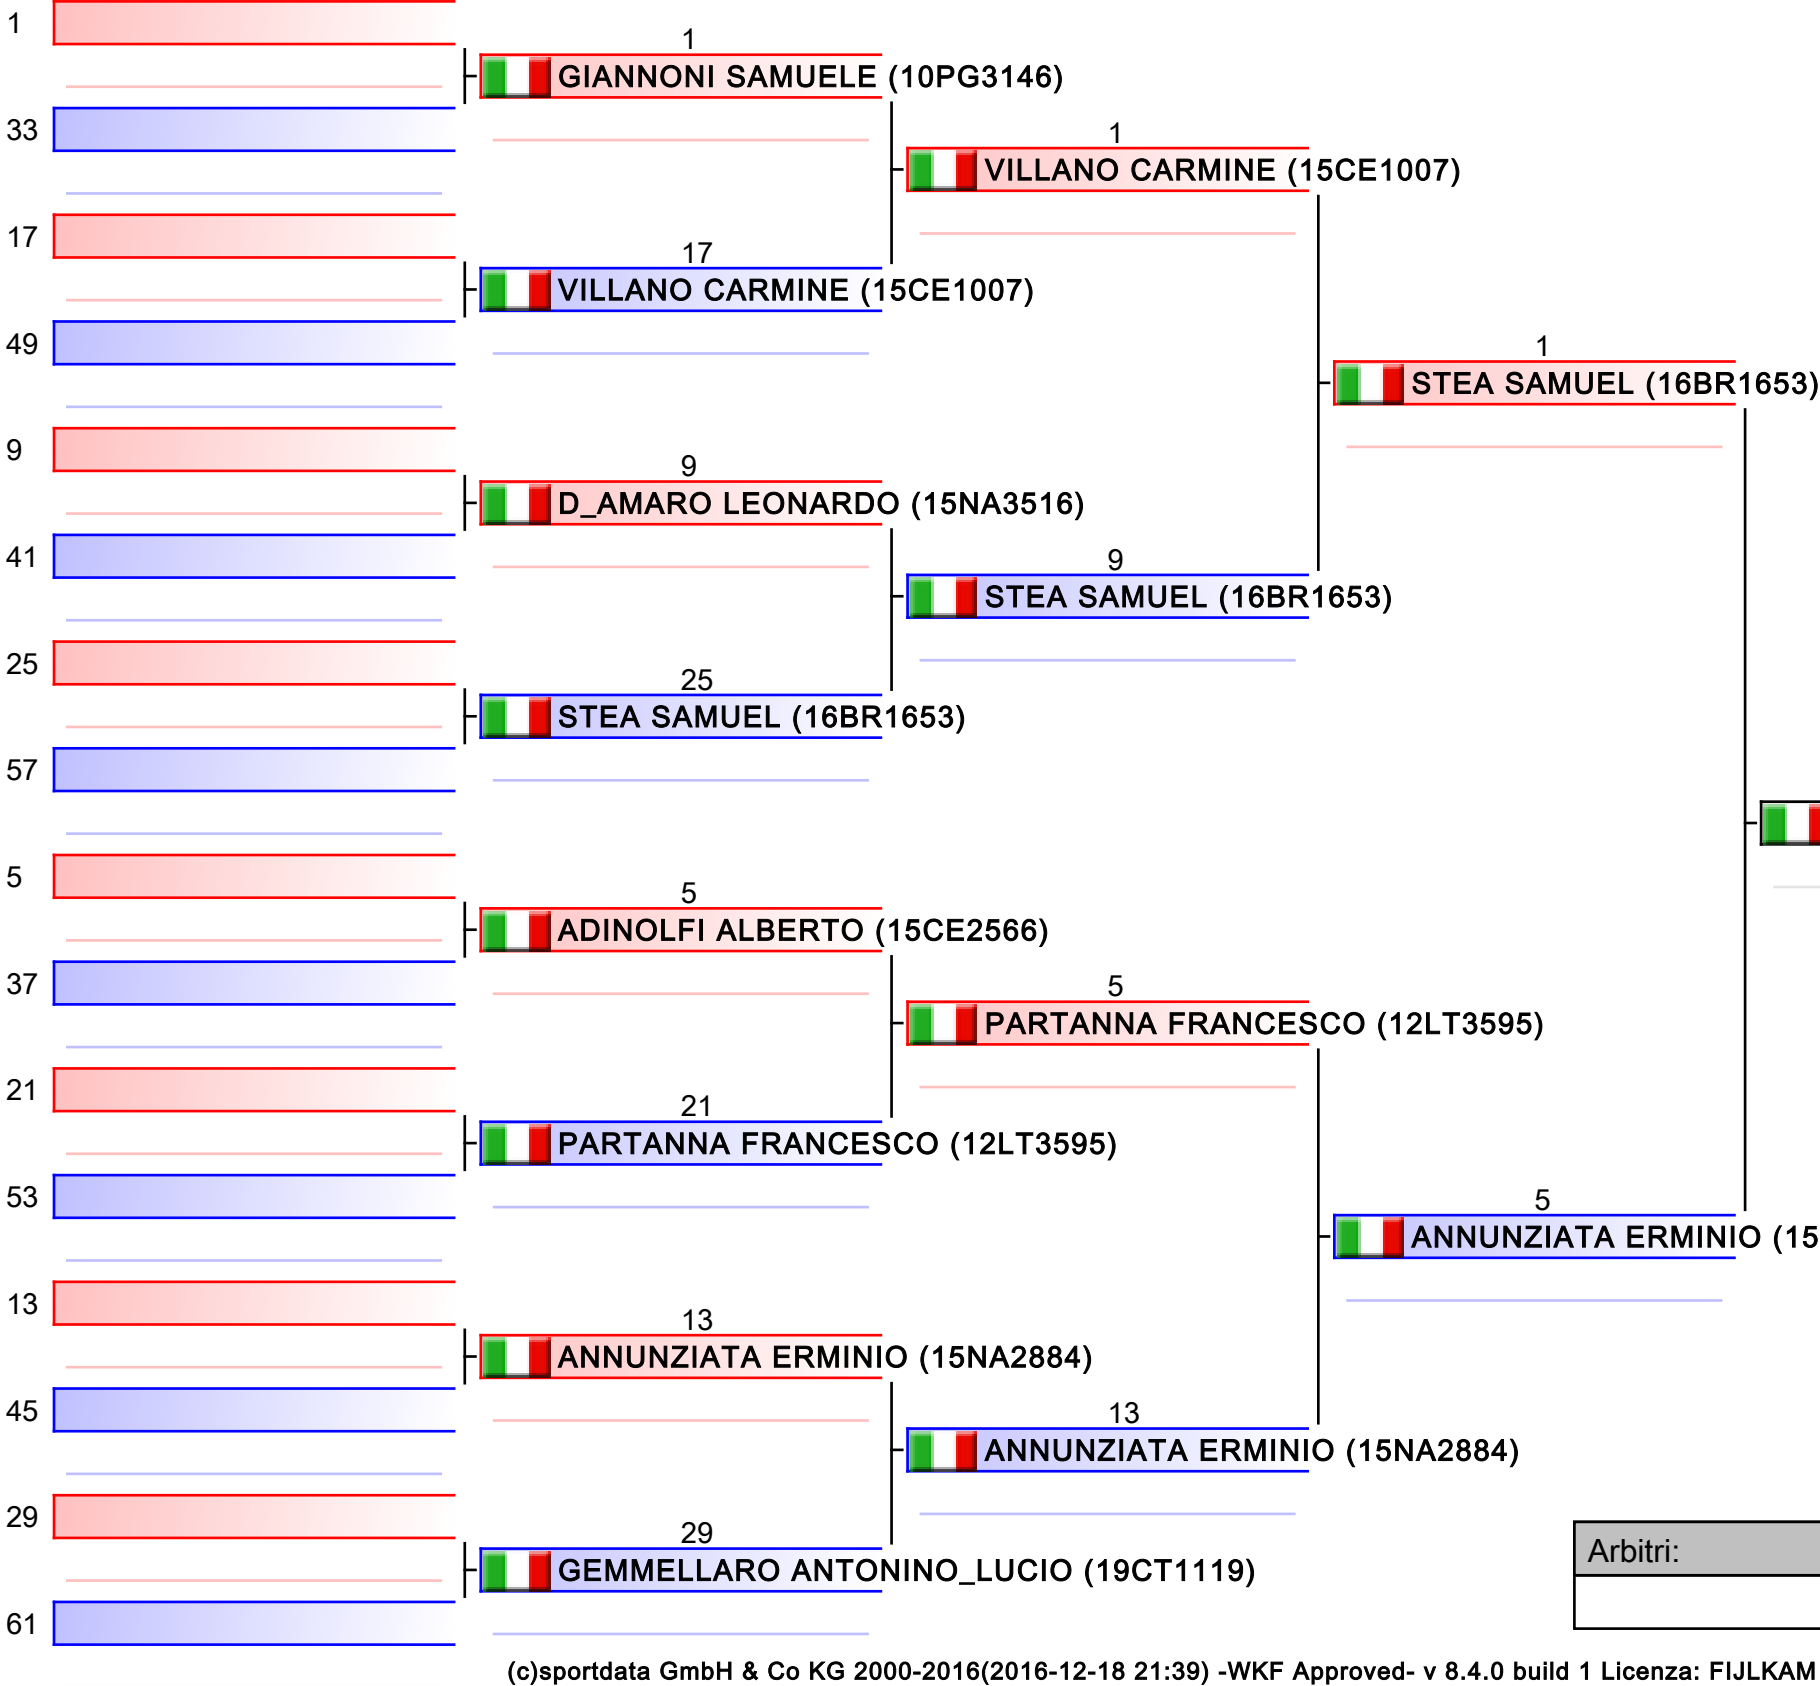 1
33
17
49
9
41
25
57
5
37
21
53
13
45
29
61
1
GIANNONI SAMUELE (10PG3146)
17
VILLANO CARMINE (15CE1007)
9
D_AMARO LEONARDO (15NA3516)
25
STEA SAMUEL (16BR1653)
5
ADINOLFI ALBERTO (15CE2566)
21
PARTANNA FRANCESCO (12LT3595)
13
ANNUNZIATA ERMINIO (15NA2884)
29
GEMMELLARO ANTONINO_LUCIO (19CT1119)
1
VILLANO CARMINE (15CE1007)
9
STEA SAMUEL (16BR1653)
5
PARTANNA FRANCESCO (12LT3595)
13
ANNUNZIATA ERMINIO (15NA2884)
1
STEA SAMUEL (16BR1653)
5
ANNUNZIATA ERMINIO (15
Arbitri:
(c)sportdata GmbH & Co KG 2000-2016(2016-12-18 21:39) -WKF Approved- v 8.4.0 build 1 Licenza: FIJLKAM